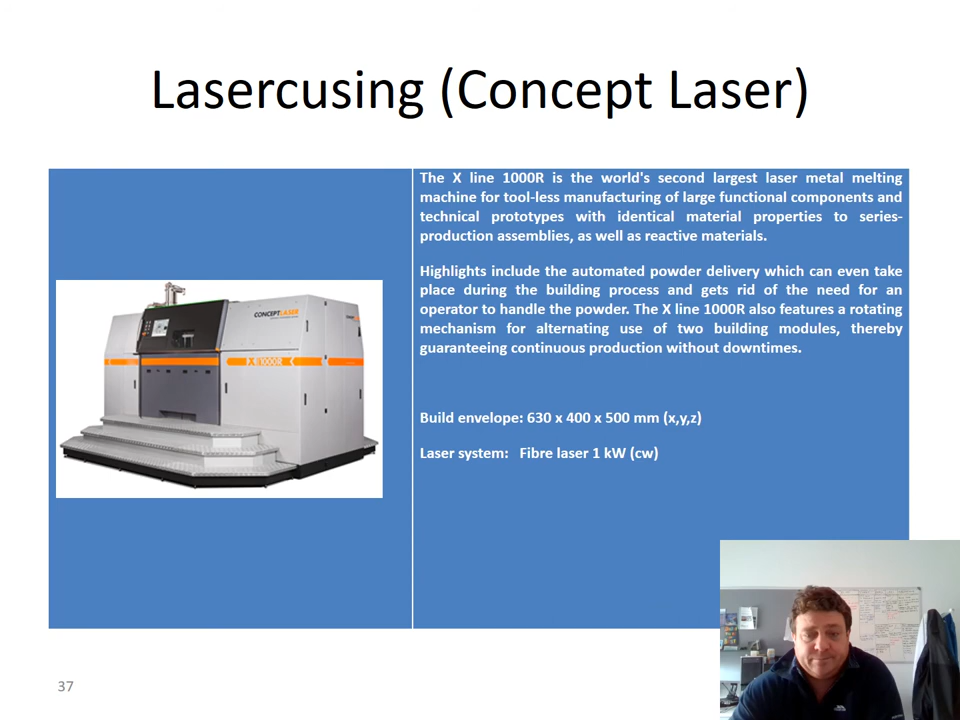 Lasercusing (Concept Laser)
The X line 1000R is the world's second largest laser metal melting
machine for tool-less manufacturing of large functional components and
technical prototypes with identical material properties to series-
production assemblies, as well as reactive materials.
Highlights include the automated powder delivery which can even take
place during the building process and gets rid of the need for an
operator to handle the powder. The X line 1000R also features a rotating
mechanism for alternating use of two building modules, thereby
guaranteeing continuous production without downtimes.
CONCEPTLASER
X 1000R
Build envelope: 630 x 400 x 500 mm (x,y,z)
Laser system: Fibre laser 1 kW (cw)
37